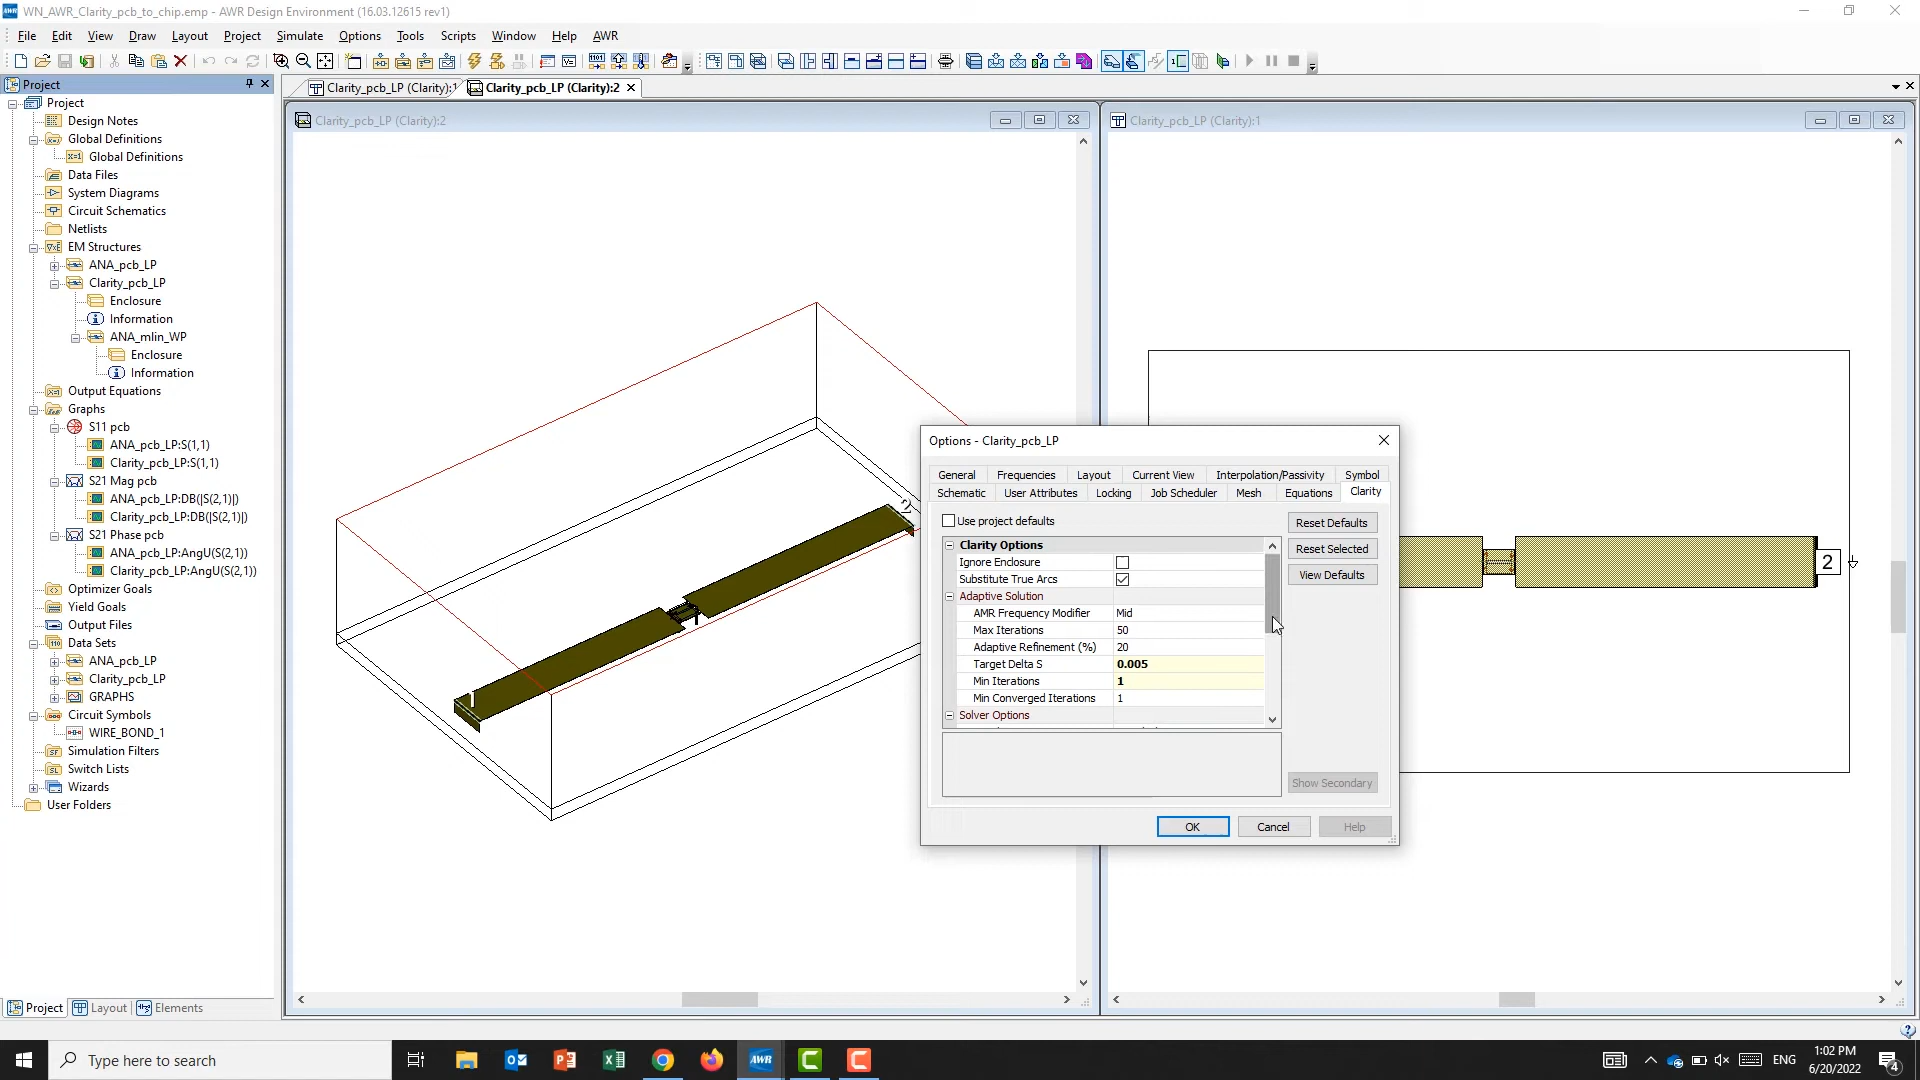 WN_AWR_Clarity_pcb_to_chip.emp - AWR Design Environment (16.03.12615 rev1)
File Edit View Draw Layout Project Simulate Options Tools Scripts Window Help AWR
Project
Clarity_pcb_LP (Clarity):1
Clarity_pcb_LP (Clarity):2
Project
Design Notes
Global Definitions
Global Definitions
Data Files
System Diagrams
Circuit Schematics
Netlists
EM Structures
ANA_pcb_LP
Clarity_pcb_LP
Enclosure
Information
ANA_mlin_WP
Enclosure
Information
Output Equations
Graphs
S11 pcb
ANA_pcb_LP:S(1,1)
Clarity_pcb_LP:S(1,1)
S21 Mag pcb
ANA_pcb_LP:DB(|S(2,1)|)
Clarity_pcb_LP:DB(|S(2,1)|)
S21 Phase pcb
ANA_pcb_LP:AngU(S(2,1))
Clarity_pcb_LP:AngU(S(2,1))
Optimizer Goals
Yield Goals
Output Files
Data Sets
ANA_pcb_LP
Clarity_pcb_LP
GRAPHS
Circuit Symbols
WIRE_BOND_1
Simulation Filters
Switch Lists
Wizards
User Folders
Project Layout Elements
Clarity_pcb_LP (Clarity):2
1
2
Clarity_pcb_LP (Clarity):1
2
Options - Clarity_pcb_LP
General Frequencies Layout Current View Interpolation/Passivity Symbol
Schematic User Attributes Locking Job Scheduler Mesh Equations Clarity
Use project defaults
Clarity Options
Ignore Enclosure
Substitute True Arcs
Adaptive Solution
AMR Frequency Modifier Mid
Max Iterations 50
Adaptive Refinement (%) 20
Target Delta S 0.005
Min Iterations 1
Min Converged Iterations 1
Solver Options
Reset Defaults
Reset Selected
View Defaults
Show Secondary
OK Cancel Help
Type here to search
ENG
1:02 PM
6/20/2022
4